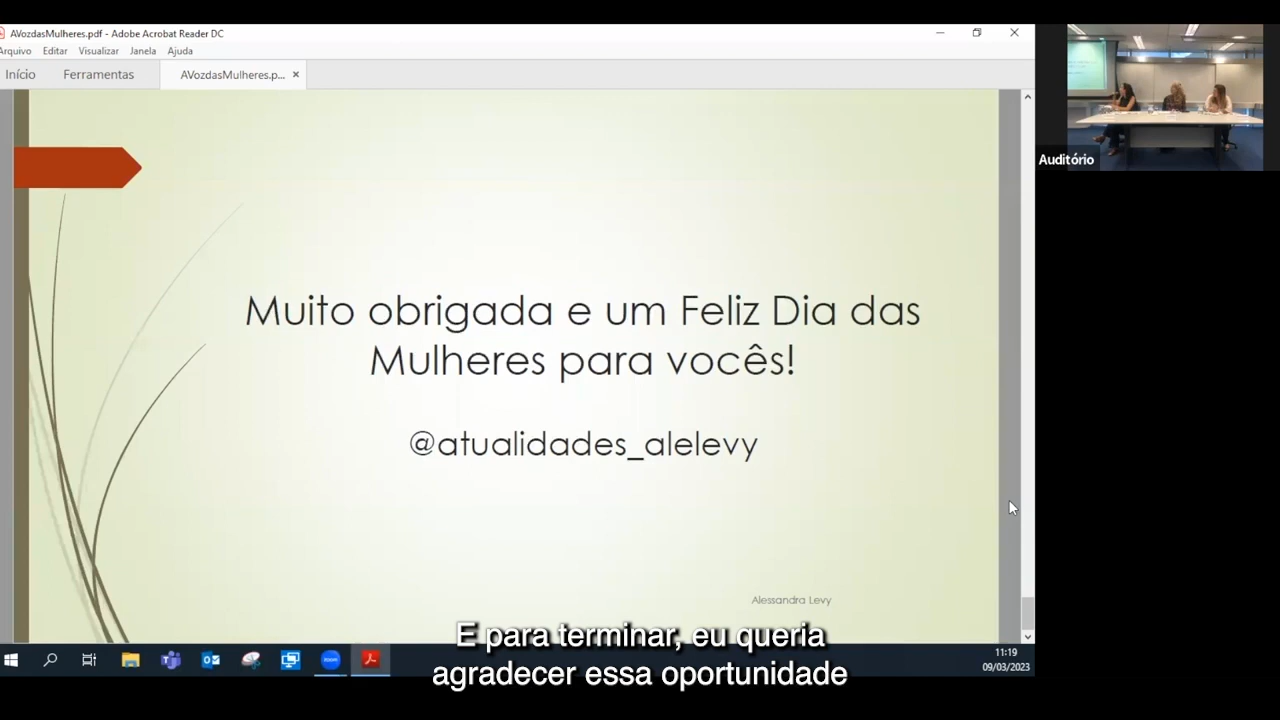 AVozdasMulheres.pdf - Adobe Acrobat Reader DC
Arquivo Editar Visualizar Janela Ajuda
Início Ferramentas AVozdasMulheres.p... ×
Muito obrigada e um Feliz Dia das
Mulheres para vocês!
@atualidades_alelevy
Alessandra Levy
Auditório
E para terminar, eu queria
agradecer essa oportunidade
zoom
11:19
09/03/2023